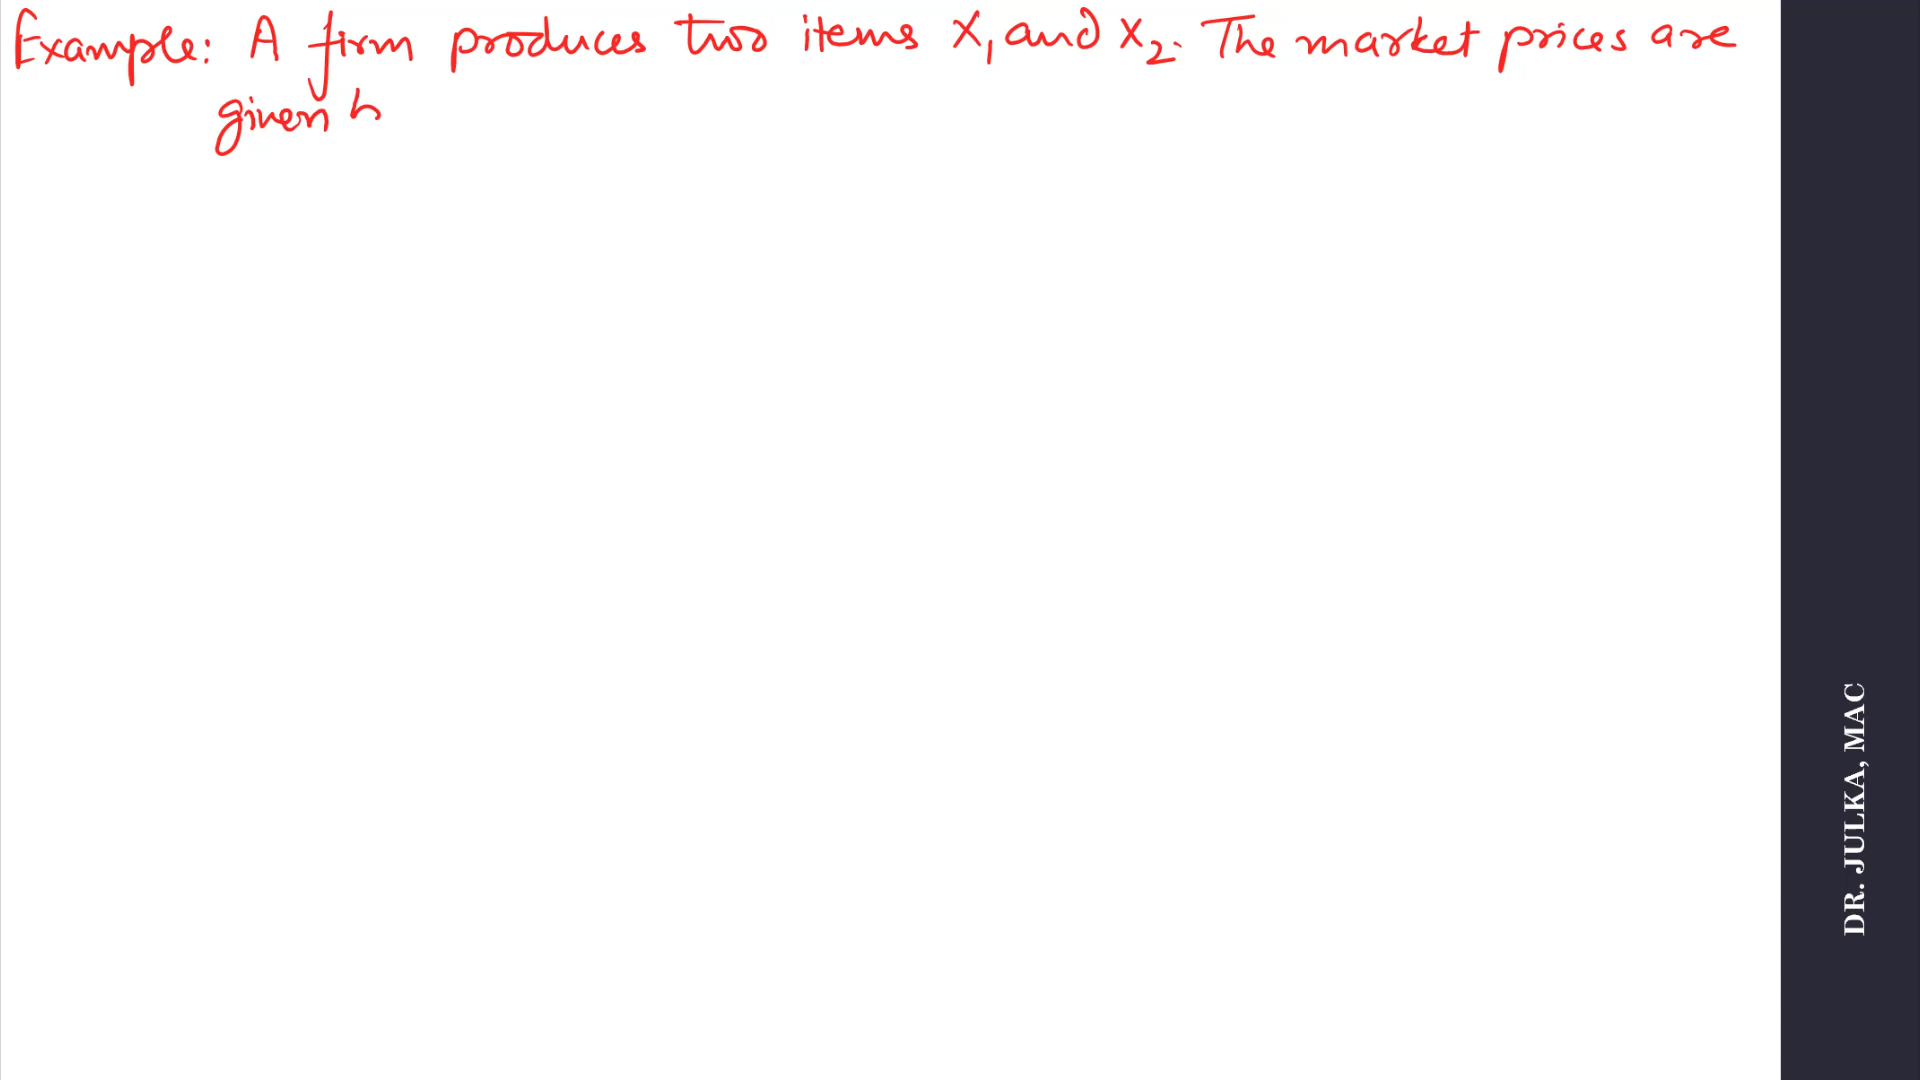 Example: A firm produces two items X₁ and X₂. The market prices are
given
DR. JULKA, MAC